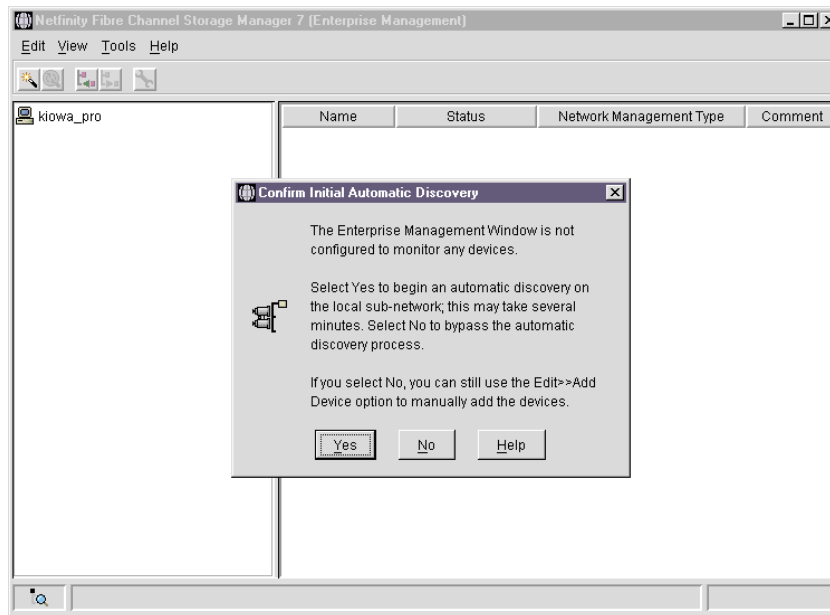 Netfinity Fibre Channel Storage Manager 7 (Enterprise Management)
Edit View Tools Help
kiowa_pro
Name Status Network Management Type Comment
Confirm Initial Automatic Discovery
The Enterprise Management Window is not
configured to monitor any devices.
Select Yes to begin an automatic discovery on
the local sub-network; this may take several
minutes. Select No to bypass the automatic
discovery process.
If you select No, you can still use the Edit>>Add
Device option to manually add the devices.
Yes No Help